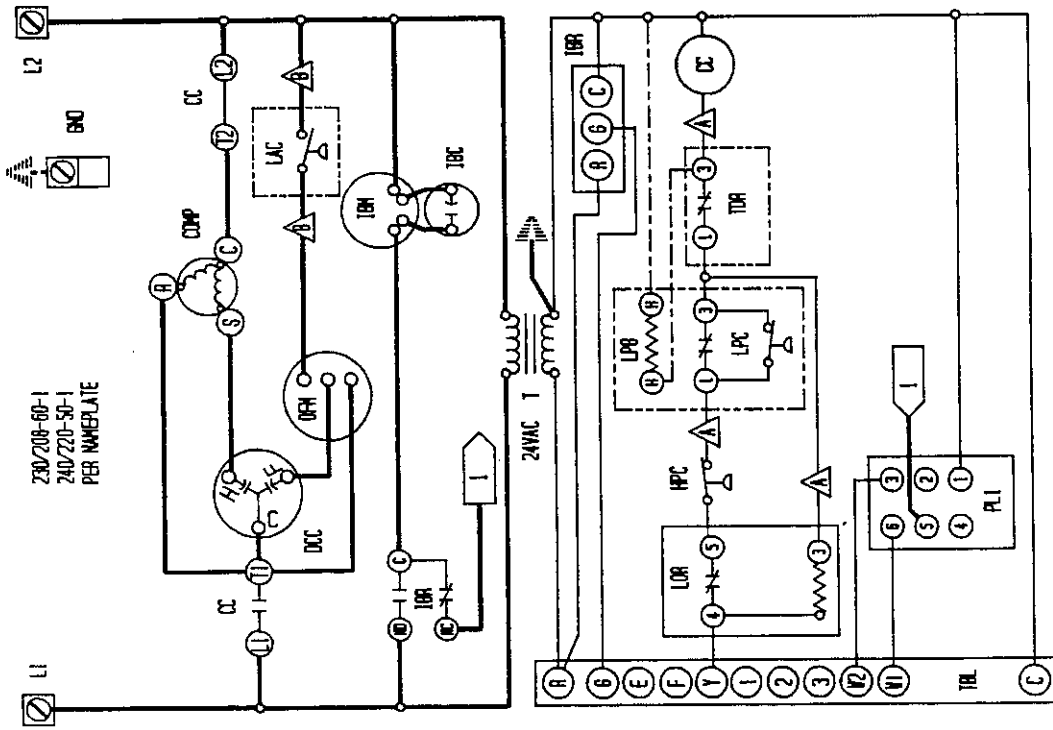 L1
230/208-60-1
240/220-50-1
PER NAMEPLATE
GND
L2
COMP
R
S
C
CC
T2
L2
CC
L1
T1
DCC
C
H
F
OFM
B
LAC
B
NO
NC
IBR
C
IBM
IBC
1
24VAC T
R
G
E
F
Y
1
2
3
W2
W1
TBL
C
IBR
R
G
C
LOR
4
5
3
HPC
A
A
LPB
H
H
1
3
LPC
TDR
1
3
A
CC
6
3
5
2
4
1
PL1
1